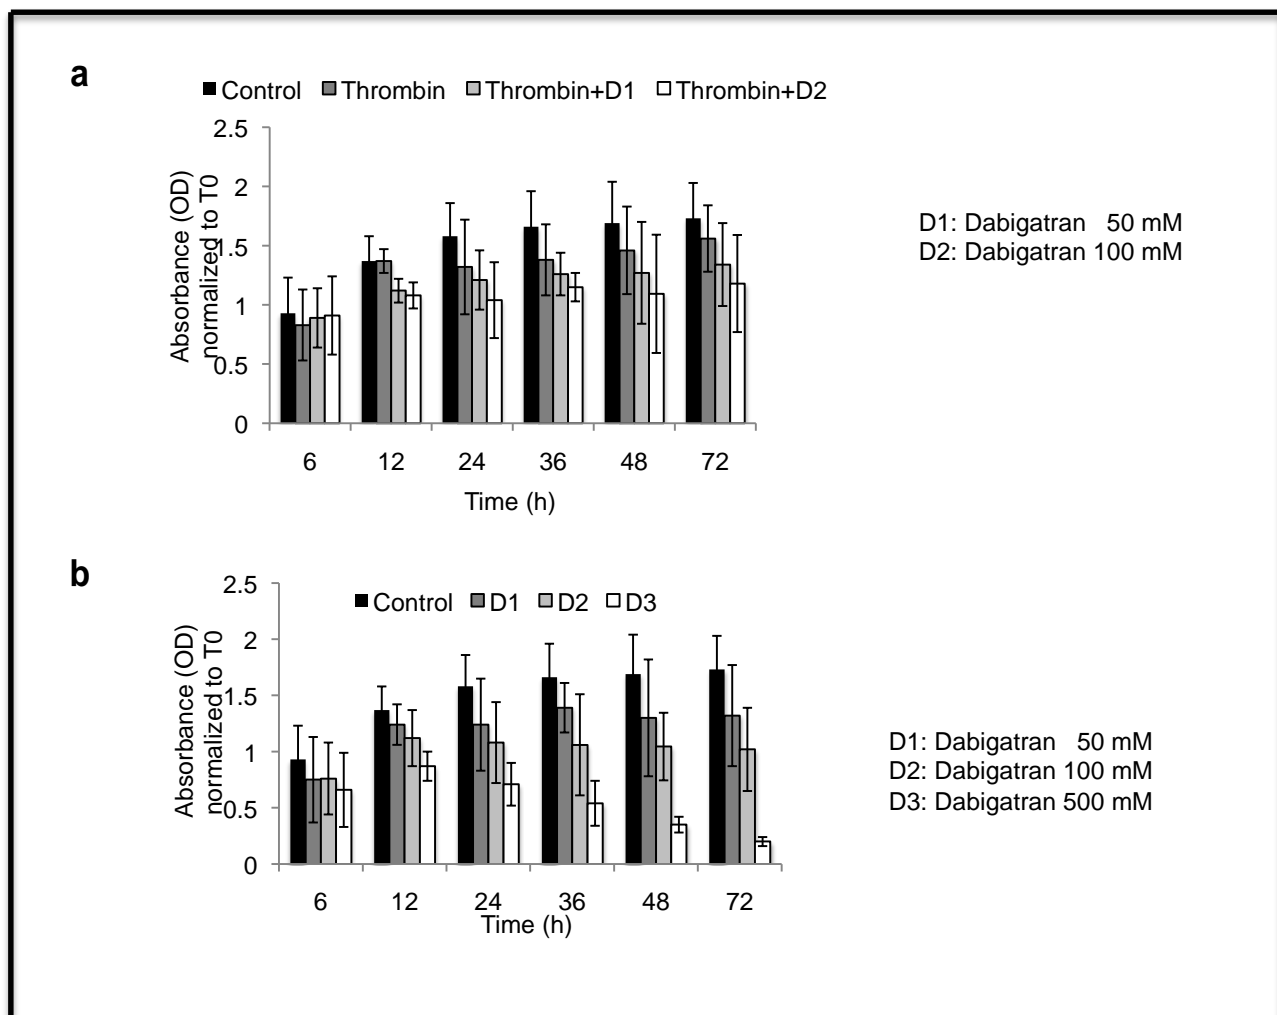 a
Control Thrombin Thrombin+D1 Thrombin+D2
2.5
2
1.5
1
0.5
0
Absorbance (OD)
normalized to T0
6 12 24 36 48 72
Time (h)
D1: Dabigatran 50 mM
D2: Dabigatran 100 mM
b
Control D1 D2 D3
2.5
2
1.5
1
0.5
0
Absorbance (OD)
normalized to T0
6 12 24 36 48 72
Time (h)
D1: Dabigatran 50 mM
D2: Dabigatran 100 mM
D3: Dabigatran 500 mM